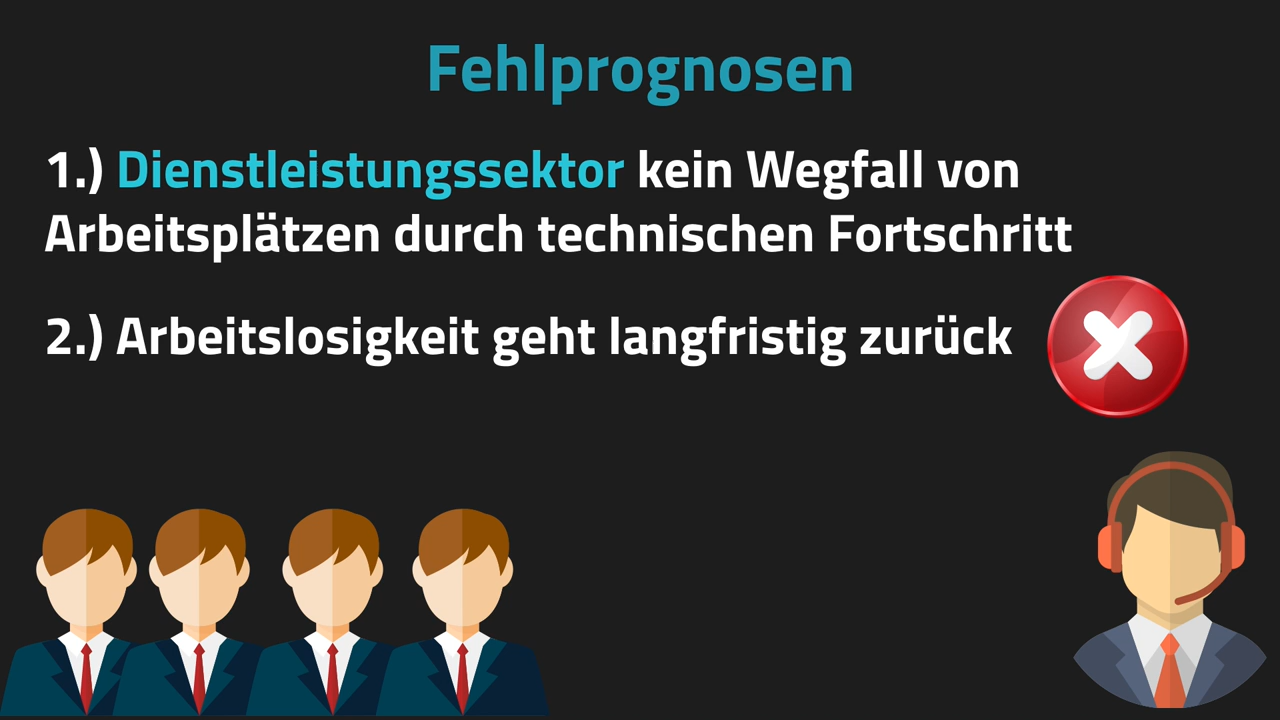 Fehlprognosen
1.) Dienstleistungssektor kein Wegfall von
Arbeitsplätzen durch technischen Fortschritt
2.) Arbeitslosigkeit geht langfristig zurück